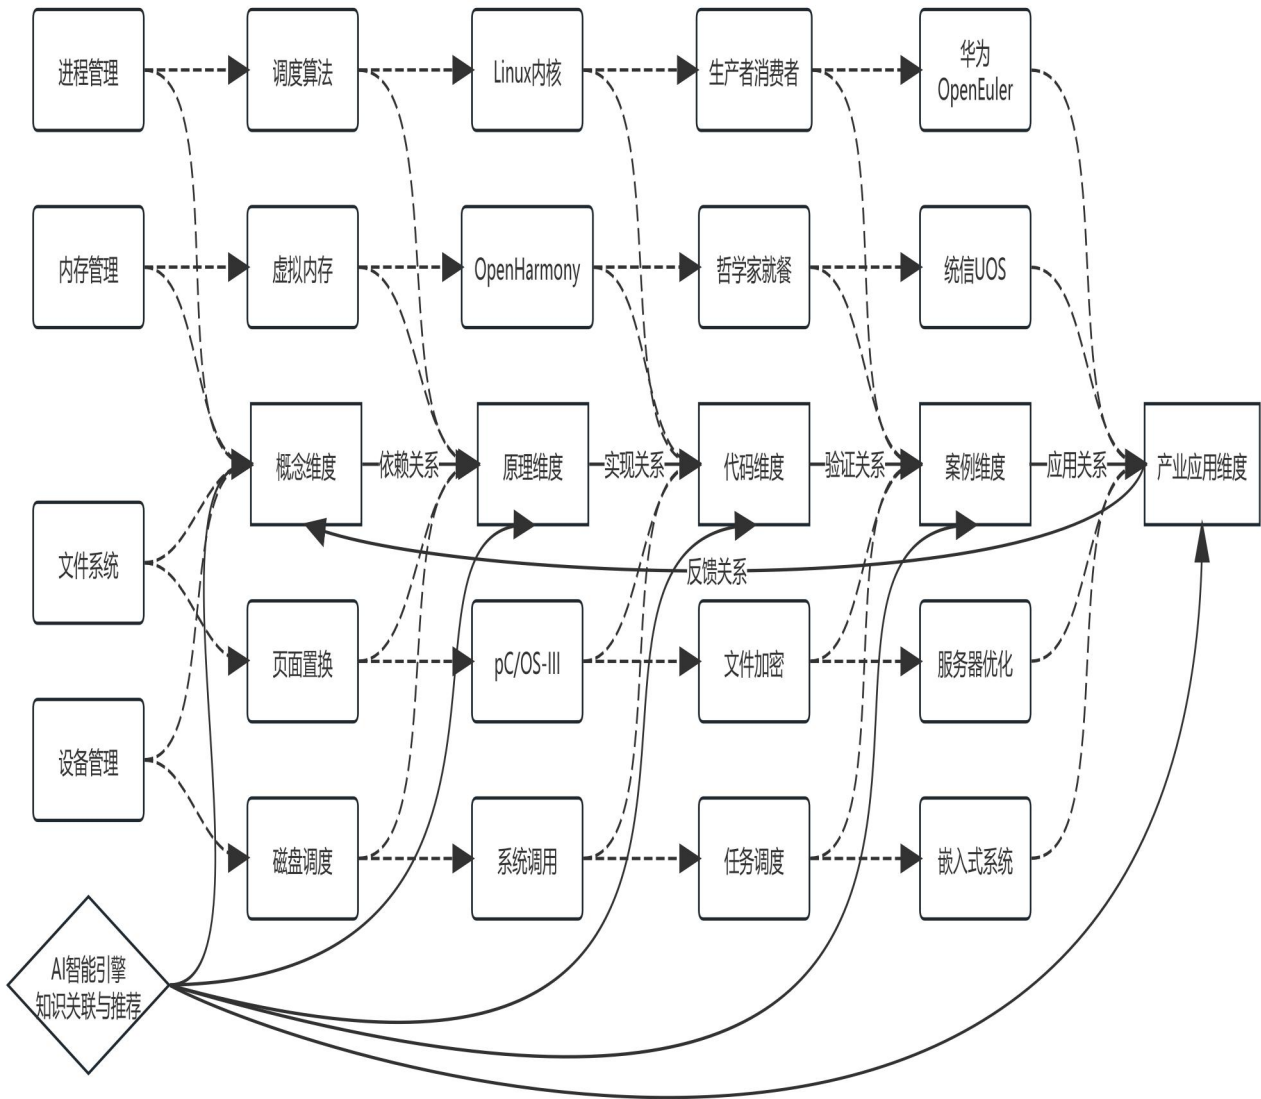 进程管理
调度算法
Linux内核
生产者消费者
华为
OpenEuler
内存管理
虚拟内存
OpenHarmony
哲学家就餐
统信UOS
概念维度
依赖关系
原理维度
实现关系
代码维度
验证关系
案例维度
应用关系
产业应用维度
文件系统
反馈关系
页面置换
pC/OS-III
文件加密
服务器优化
设备管理
磁盘调度
系统调用
任务调度
嵌入式系统
AI智能引擎
知识关联与推荐